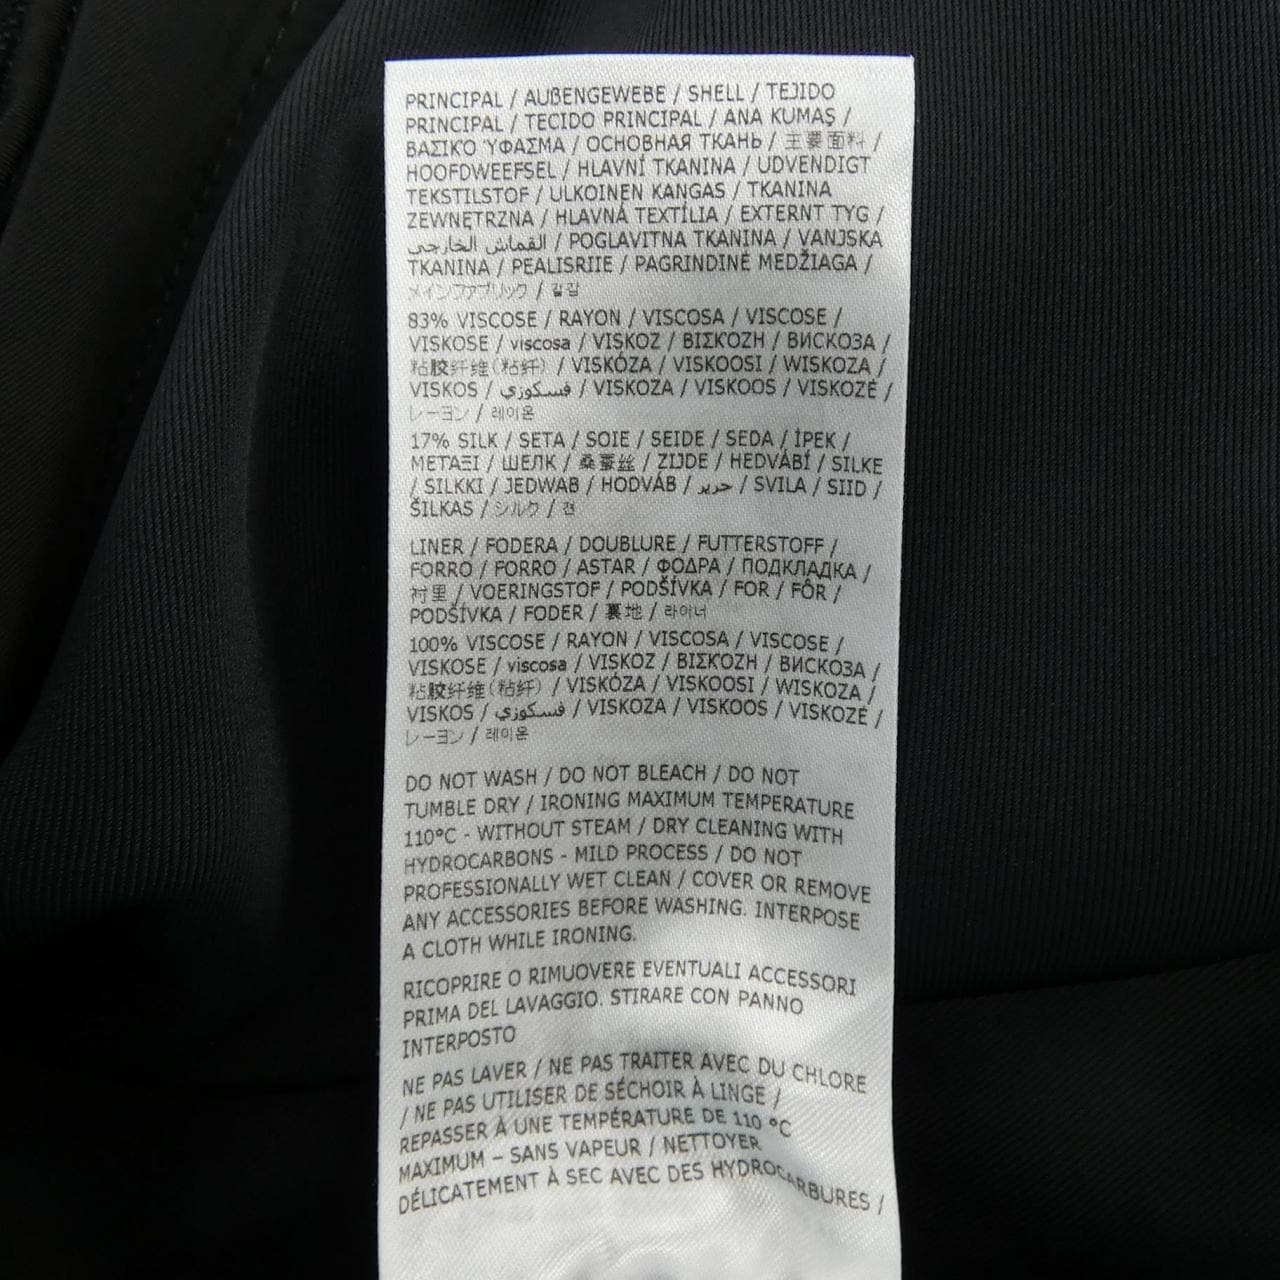 PRINCIPAL / AUßENGEWEBE / SHELL / TEJIDO
PRINCIPAL / TECIDO PRINCIPAL / ANA KUMAŞ /
ΒΑΣΙΚΌ ΎΦΑΣΜΑ / ОСНОВНАЯ ТКАНЬ / 主要面料 /
HOOFDWEEFSEL / HLAVNÍ TKANINA / UDVENDIGT
TEKSTILSTOF / ULKOINEN KANGAS / TKANINA
ZEWNĘTRZNA / HLAVNÁ TEXTÍLIA / EXTERNT TYG /
القماش الخارجي / POGLAVITNA TKANINA / VANJSKA
TKANINA / PEALISRIIE / PAGRINDINĖ MEDŽIAGA /
メインファブリック / 겉감
83% VISCOSE / RAYON / VISCOSA / VISCOSE /
VISKOSE / viscosa / VISKOZ / ΒΙΣΚΌΖΗ / ВИСКОЗА /
粘胶纤维(粘纤) / VISKÓZA / VISKOOSI / WISKOZA /
VISKOS / فسكوزي / VISKOZA / VISKOOS / VISKOZĖ /
レーヨン / 레이온
17% SILK / SETA / SOIE / SEIDE / SEDA / İPEK /
ΜΕΤΑΞΙ / ШЕЛК / 桑蚕丝 / ZIJDE / HEDVÁBÍ / SILKE
/ SILKKI / JEDWAB / HODVÁB / حرير / SVILA / SIID /
ŠILKAS / シルク / 견
LINER / FODERA / DOUBLURE / FUTTERSTOFF /
FORRO / FORRO / ASTAR / ΦΟΔΡΑ / ПОДКЛАДКА /
衬里 / VOERINGSTOF / PODŠÍVKA / FOR / FÔR /
PODŠÍVKA / FODER / 裏地 / 라이너
100% VISCOSE / RAYON / VISCOSA / VISCOSE /
VISKOSE / viscosa / VISKOZ / ΒΙΣΚΌΖΗ / ВИСКОЗА /
粘胶纤维(粘纤) / VISKÓZA / VISKOOSI / WISKOZA /
VISKOS / فسكوزي / VISKOZA / VISKOOS / VISKOZĖ /
レーヨン / 레이온
DO NOT WASH / DO NOT BLEACH / DO NOT
TUMBLE DRY / IRONING MAXIMUM TEMPERATURE
110°C - WITHOUT STEAM / DRY CLEANING WITH
HYDROCARBONS - MILD PROCESS / DO NOT
PROFESSIONALLY WET CLEAN / COVER OR REMOVE
ANY ACCESSORIES BEFORE WASHING. INTERPOSE
A CLOTH WHILE IRONING.
RICOPRIRE O RIMUOVERE EVENTUALI ACCESSORI
PRIMA DEL LAVAGGIO. STIRARE CON PANNO
INTERPOSTO
NE PAS LAVER / NE PAS TRAITER AVEC DU CHLORE
/ NE PAS UTILISER DE SÉCHOIR À LINGE /
REPASSER À UNE TEMPÉRATURE DE 110 °C
MAXIMUM – SANS VAPEUR / NETTOYER
DÉLICATEMENT À SEC AVEC DES HYDROCARBURES /